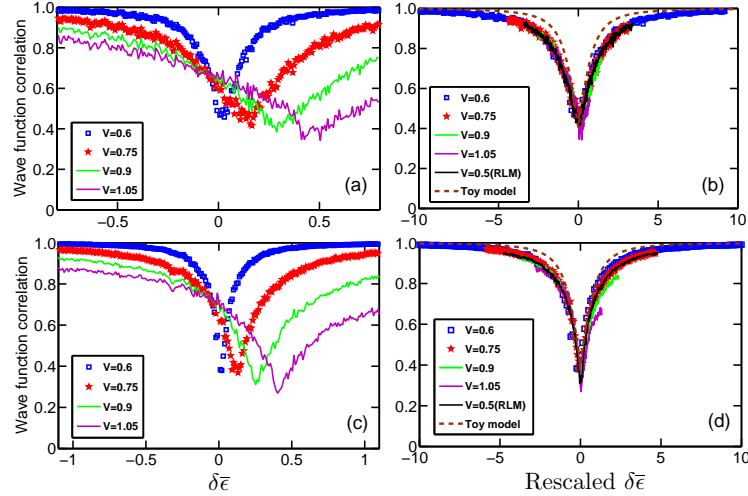 Wave function correlation
1.0
0.8
0.6
0.4
0.2
0
−0.5
0
0.5
V=0.6
V=0.75
V=0.9
V=1.05
(a)
1.0
0.8
0.6
0.4
0.2
0
−10
−5
0
5
10
V=0.6
V=0.75
V=0.9
V=1.05
V=0.5(RLM)
Toy model
(b)
Wave function correlation
1.0
0.8
0.6
0.4
0.2
0
−1
−0.5
0
0.5
1
V=0.6
V=0.75
V=0.9
V=1.05
(c)
δε̅
1.0
0.8
0.6
0.4
0.2
0
−10
−5
0
5
10
V=0.6
V=0.75
V=0.9
V=1.05
V=0.5(RLM)
Toy model
(d)
Rescaled δε̅